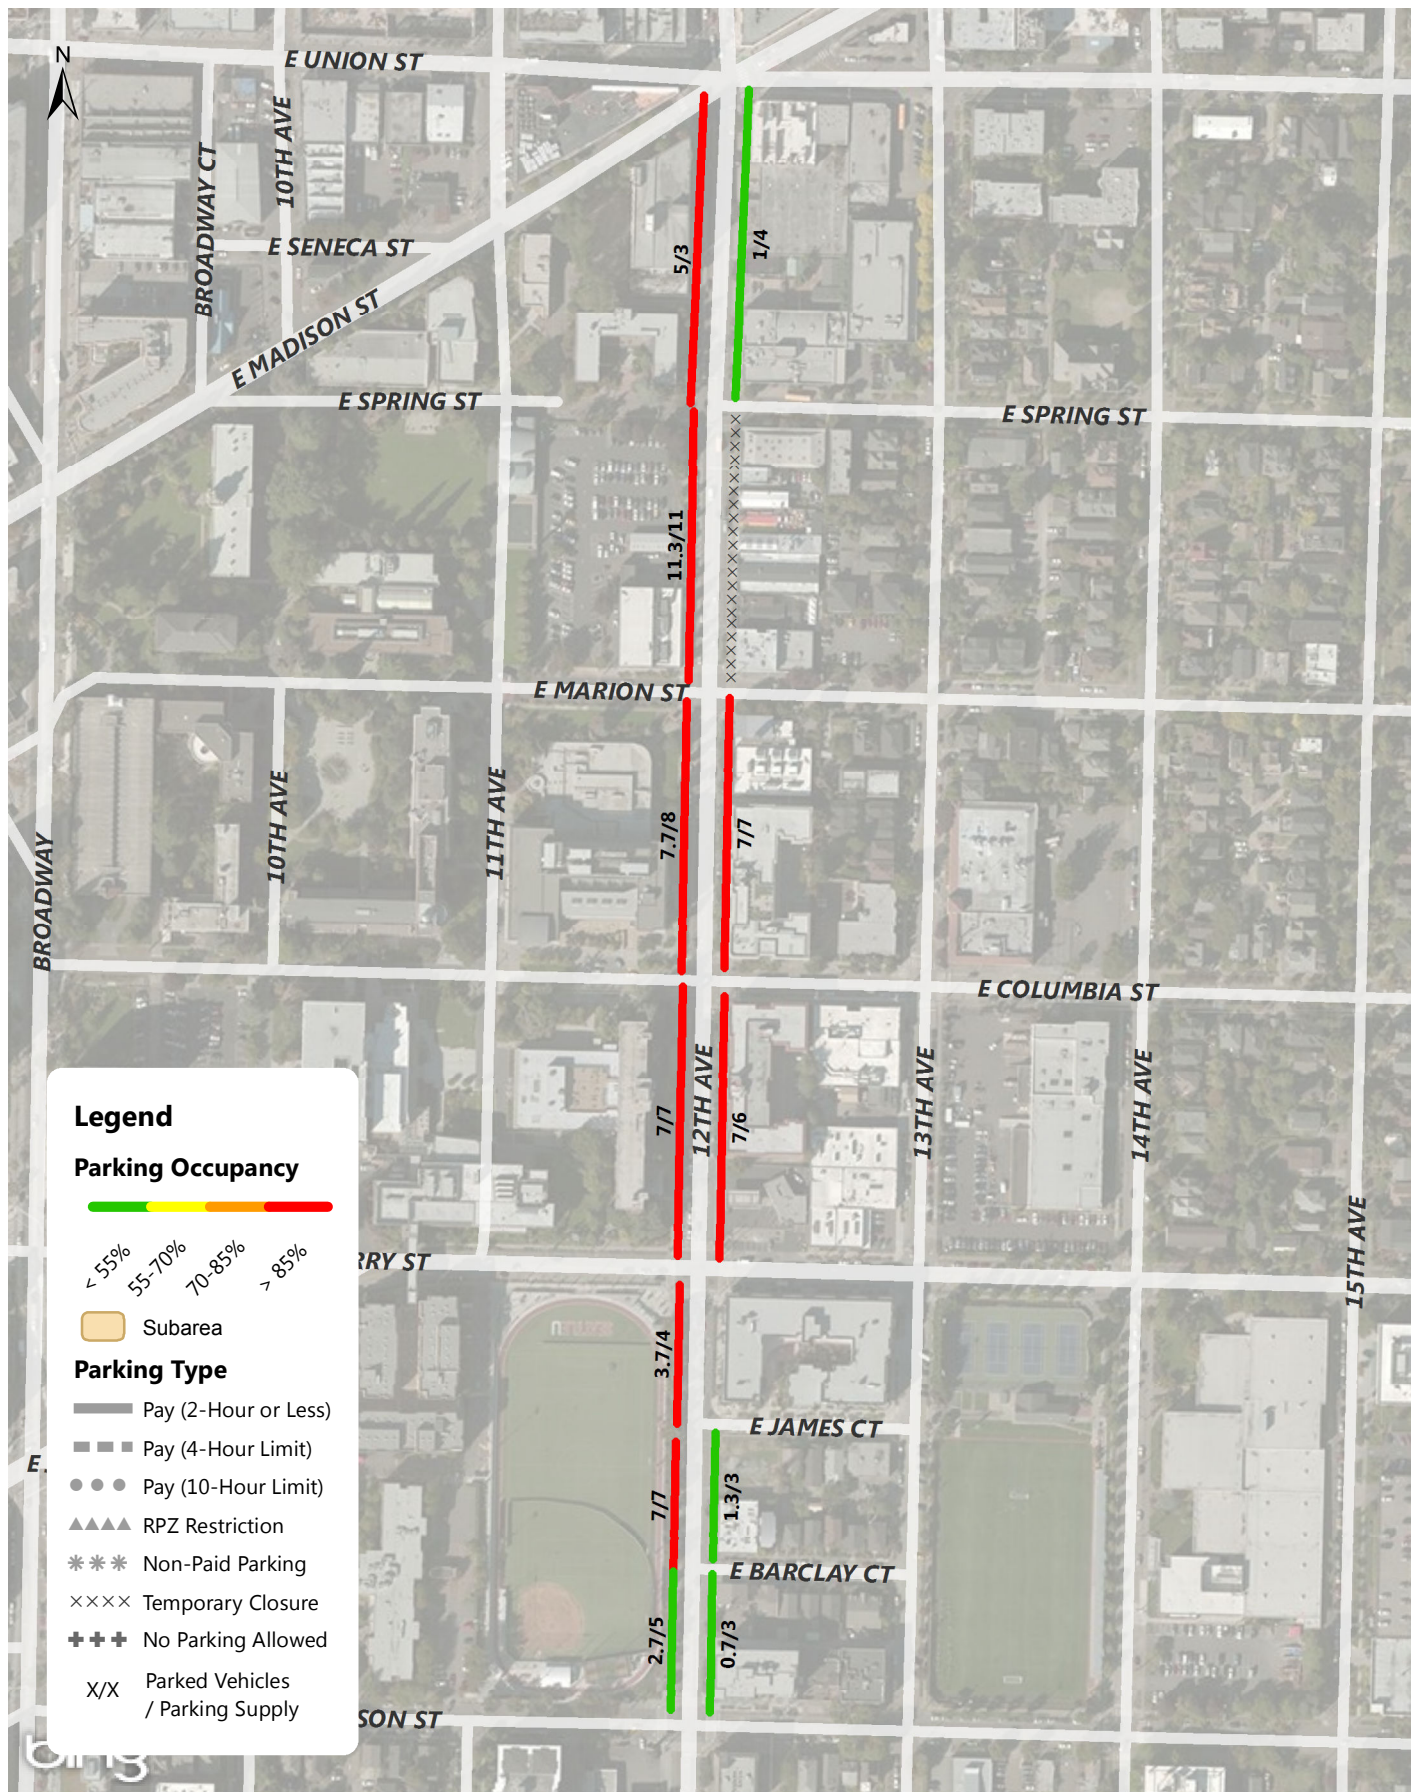 N
E UNION ST
10TH AVE
BROADWAY CT
E SENECA ST
E MADISON ST
5/3
1/4
E SPRING ST
E SPRING ST
11.3/11
E MARION ST
10TH AVE
11TH AVE
BROADWAY
7.7/8
7/7
E COLUMBIA ST
7/7
12TH AVE
7/6
13TH AVE
14TH AVE
15TH AVE
RRY ST
3.7/4
E JAMES CT
E
7/7
1.3/3
E BARCLAY CT
2.7/5
0.7/3
SON ST
Legend
Parking Occupancy
< 55%
55-70%
70-85%
> 85%
Subarea
Parking Type
Pay (2-Hour or Less)
Pay (4-Hour Limit)
Pay (10-Hour Limit)
RPZ Restriction
Non-Paid Parking
Temporary Closure
No Parking Allowed
X/X
Parked Vehicles
/ Parking Supply
bing